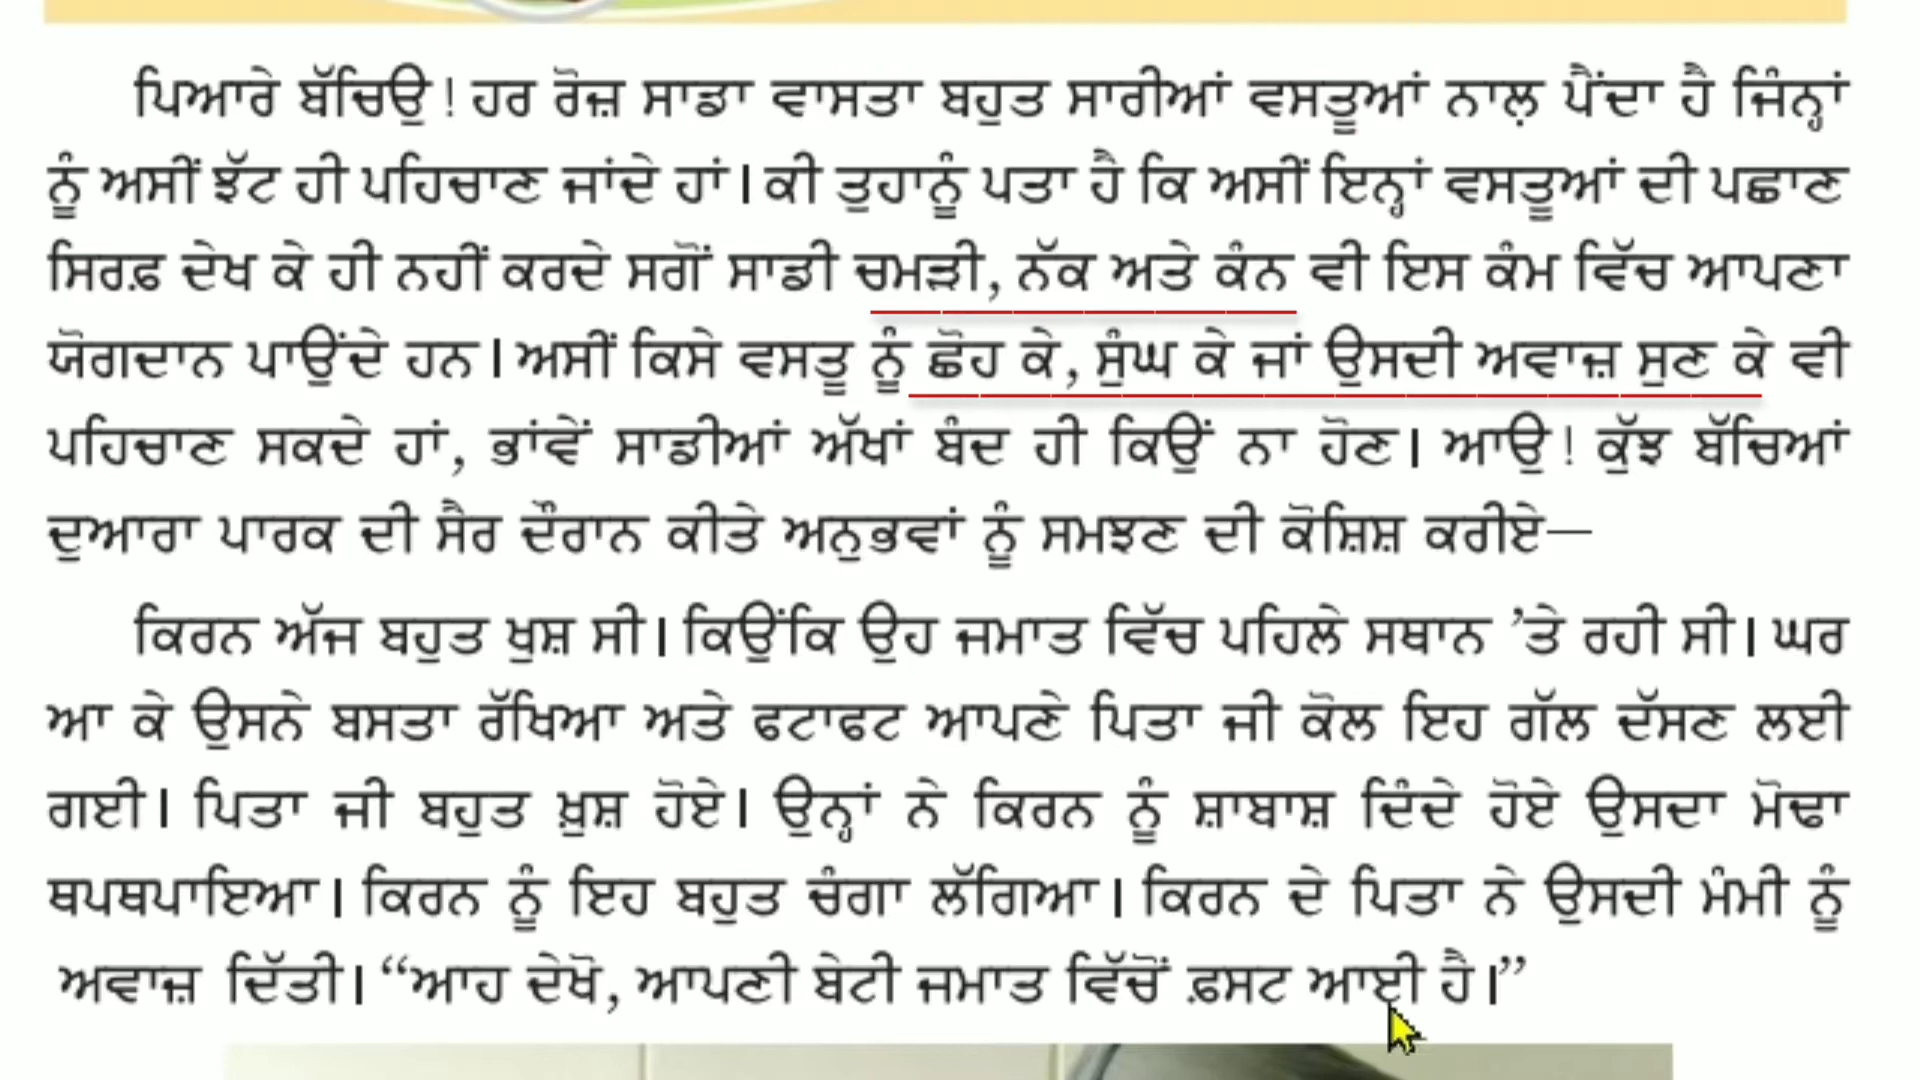 ਪਿਆਰੇ ਬੱਚਿਉ ! ਹਰ ਰੋਜ਼ ਸਾਡਾ ਵਾਸਤਾ ਬਹੁਤ ਸਾਰੀਆਂ ਵਸਤੂਆਂ ਨਾਲ਼ ਪੈਂਦਾ ਹੈ ਜਿੰਨ੍ਹਾਂ
ਨੂੰ ਅਸੀਂ ਝੱਟ ਹੀ ਪਹਿਚਾਣ ਜਾਂਦੇ ਹਾਂ। ਕੀ ਤੁਹਾਨੂੰ ਪਤਾ ਹੈ ਕਿ ਅਸੀਂ ਇਨ੍ਹਾਂ ਵਸਤੂਆਂ ਦੀ ਪਛਾਣ
ਸਿਰਫ਼ ਦੇਖ ਕੇ ਹੀ ਨਹੀਂ ਕਰਦੇ ਸਗੋਂ ਸਾਡੀ ਚਮੜੀ, ਨੱਕ ਅਤੇ ਕੰਨ ਵੀ ਇਸ ਕੰਮ ਵਿੱਚ ਆਪਣਾ
ਯੋਗਦਾਨ ਪਾਉਂਦੇ ਹਨ। ਅਸੀਂ ਕਿਸੇ ਵਸਤੂ ਨੂੰ ਛੋਹ ਕੇ, ਸੁੰਘ ਕੇ ਜਾਂ ਉਸਦੀ ਅਵਾਜ਼ ਸੁਣ ਕੇ ਵੀ
ਪਹਿਚਾਣ ਸਕਦੇ ਹਾਂ, ਭਾਂਵੇਂ ਸਾਡੀਆਂ ਅੱਖਾਂ ਬੰਦ ਹੀ ਕਿਉਂ ਨਾ ਹੋਣ। ਆਉ ! ਕੁੱਝ ਬੱਚਿਆਂ
ਦੁਆਰਾ ਪਾਰਕ ਦੀ ਸੈਰ ਦੌਰਾਨ ਕੀਤੇ ਅਨੁਭਵਾਂ ਨੂੰ ਸਮਝਣ ਦੀ ਕੋਸ਼ਿਸ਼ ਕਰੀਏ—
ਕਿਰਨ ਅੱਜ ਬਹੁਤ ਖੁਸ਼ ਸੀ। ਕਿਉਂਕਿ ਉਹ ਜਮਾਤ ਵਿੱਚ ਪਹਿਲੇ ਸਥਾਨ ’ਤੇ ਰਹੀ ਸੀ। ਘਰ
ਆ ਕੇ ਉਸਨੇ ਬਸਤਾ ਰੱਖਿਆ ਅਤੇ ਫਟਾਫਟ ਆਪਣੇ ਪਿਤਾ ਜੀ ਕੋਲ ਇਹ ਗੱਲ ਦੱਸਣ ਲਈ
ਗਈ। ਪਿਤਾ ਜੀ ਬਹੁਤ ਖ਼ੁਸ਼ ਹੋਏ। ਉਨ੍ਹਾਂ ਨੇ ਕਿਰਨ ਨੂੰ ਸ਼ਾਬਾਸ਼ ਦਿੰਦੇ ਹੋਏ ਉਸਦਾ ਮੋਢਾ
ਥਪਥਪਾਇਆ। ਕਿਰਨ ਨੂੰ ਇਹ ਬਹੁਤ ਚੰਗਾ ਲੱਗਿਆ। ਕਿਰਨ ਦੇ ਪਿਤਾ ਨੇ ਉਸਦੀ ਮੰਮੀ ਨੂੰ
ਅਵਾਜ਼ ਦਿੱਤੀ। “ਆਹ ਦੇਖੋ, ਆਪਣੀ ਬੇਟੀ ਜਮਾਤ ਵਿੱਚੋਂ ਫ਼ਸਟ ਆਈ ਹੈ।”